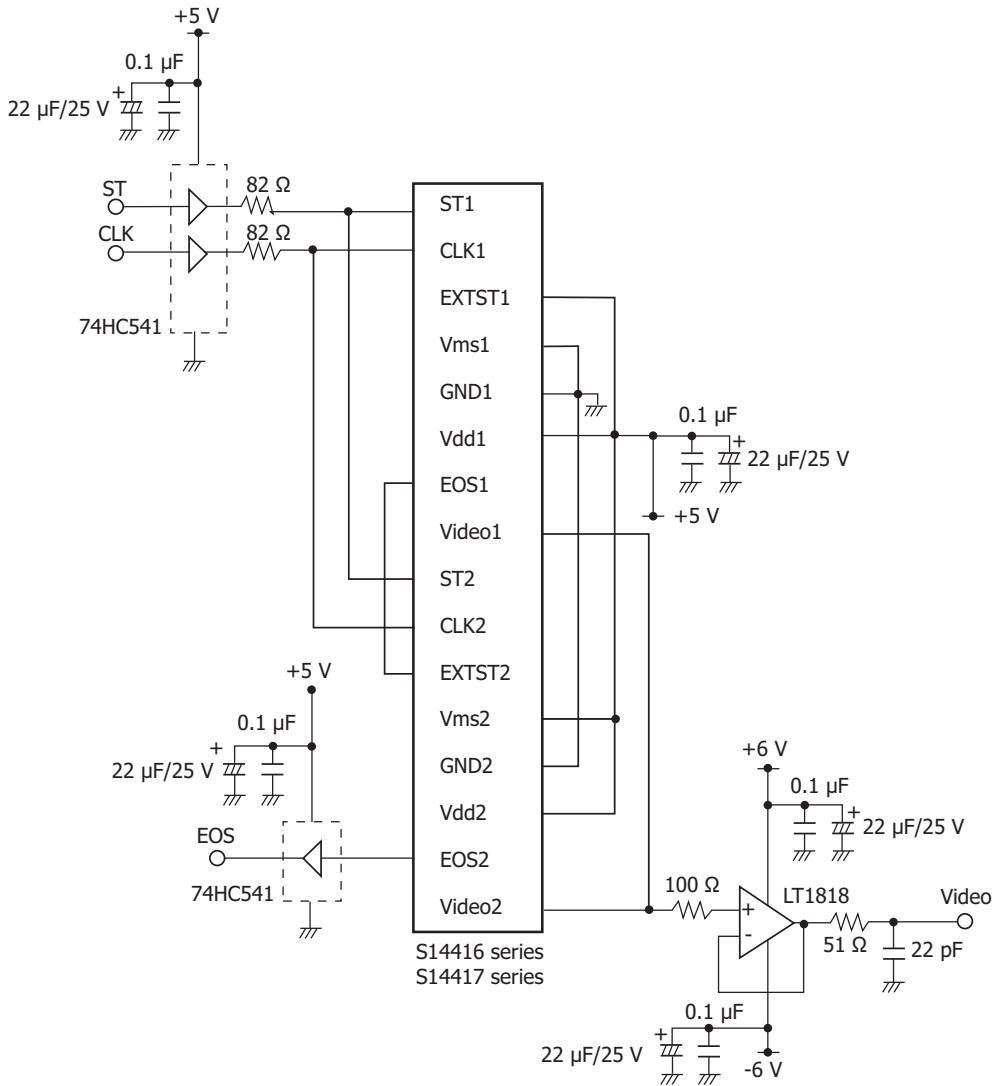 +5 V
0.1 µF
+
22 µF/25 V
ST
82 Ω
CLK
82 Ω
74HC541
ST1
CLK1
EXTST1
Vms1
GND1
Vdd1
EOS1
Video1
ST2
CLK2
EXTST2
Vms2
GND2
Vdd2
EOS2
Video2
S14416 series
S14417 series
0.1 µF
+
22 µF/25 V
+5 V
+5 V
0.1 µF
+
22 µF/25 V
EOS
74HC541
+6 V
0.1 µF
+
22 µF/25 V
100 Ω
LT1818
+
-
51 Ω
Video
22 pF
0.1 µF
+
22 µF/25 V
-6 V